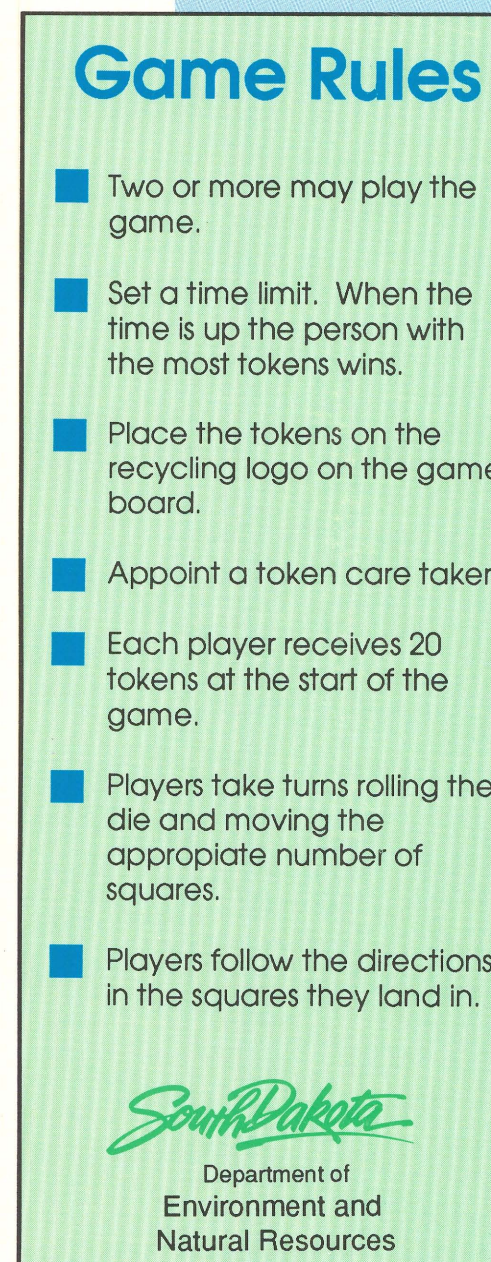 Game Rules
Two or more may play the
game.
Set a time limit. When the
time is up the person with
the most tokens wins.
Place the tokens on the
recycling logo on the game
board.
Appoint a token care taker
Each player receives 20
tokens at the start of the
game.
Players take turns rolling the
die and moving the
appropiate number of
squares.
Players follow the directions
in the squares they land in.
South Dakota
Department of
Environment and
Natural Resources